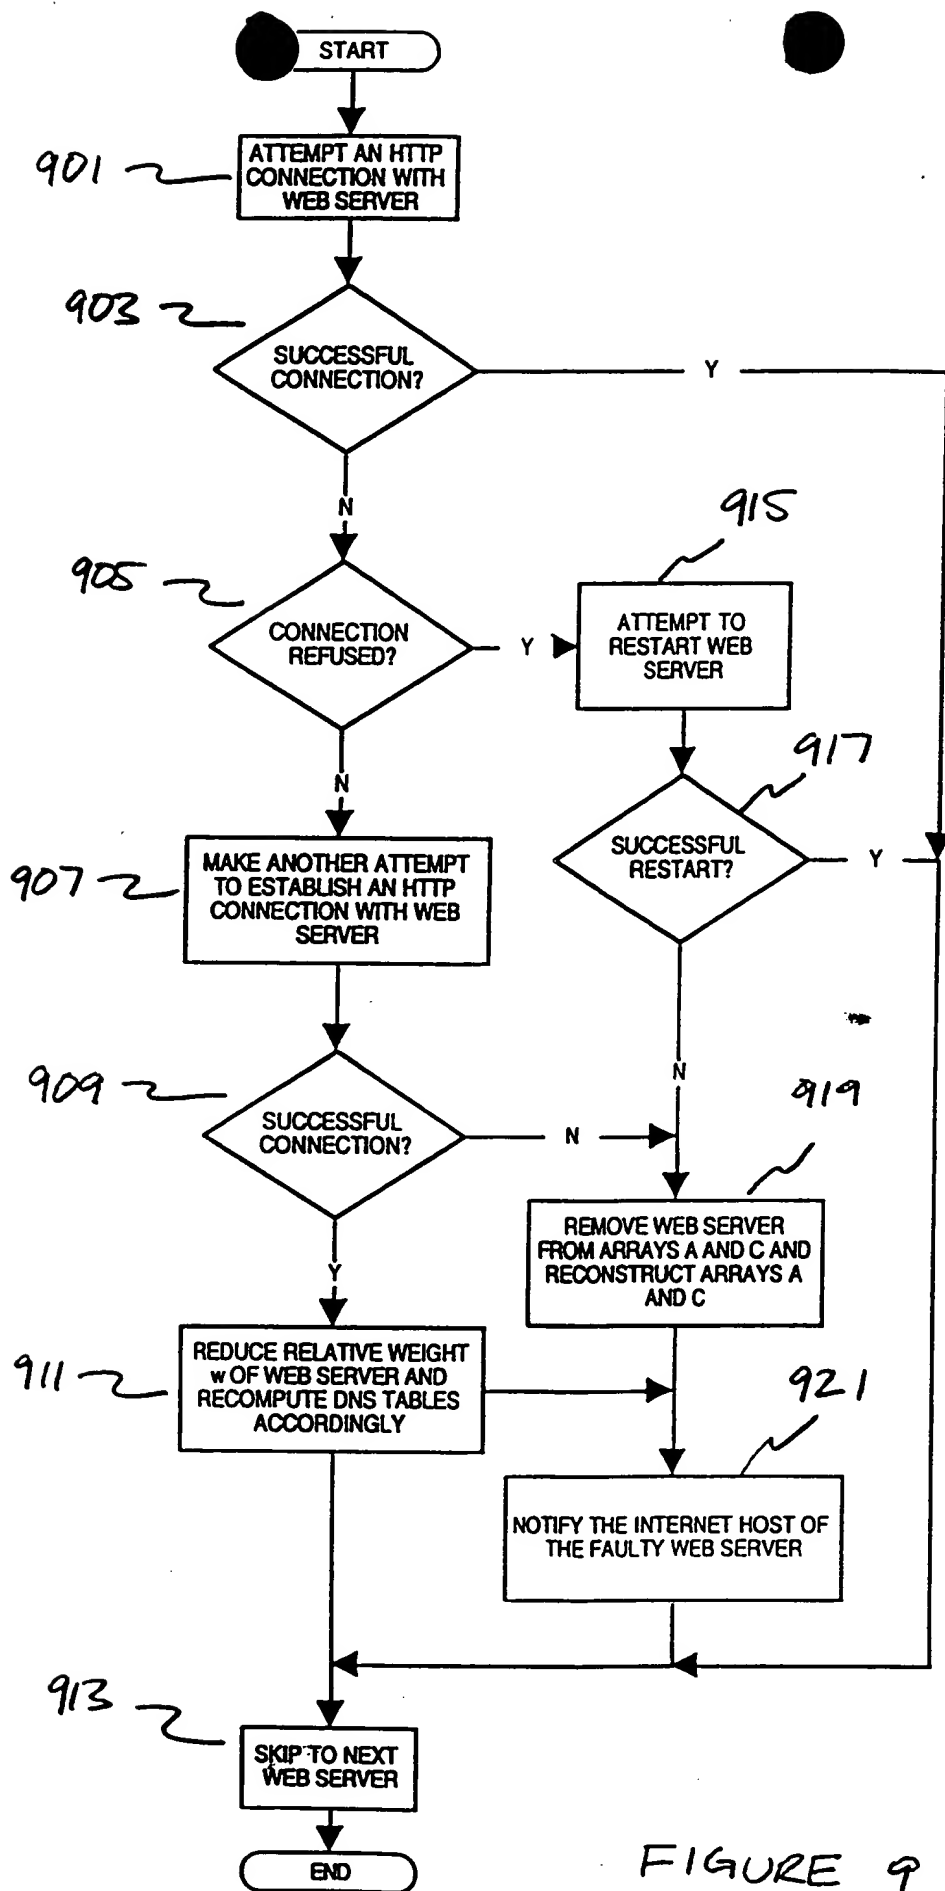 START
901
ATTEMPT AN HTTP
CONNECTION WITH
WEB SERVER
903
SUCCESSFUL
CONNECTION?
Y
N
915
905
CONNECTION
REFUSED?
Y
ATTEMPT TO
RESTART WEB
SERVER
N
917
907
MAKE ANOTHER ATTEMPT
TO ESTABLISH AN HTTP
CONNECTION WITH WEB
SERVER
SUCCESSFUL
RESTART?
Y
N
909
SUCCESSFUL
CONNECTION?
N
919
Y
REMOVE WEB SERVER
FROM ARRAYS A AND C AND
RECONSTRUCT ARRAYS A
AND C
911
REDUCE RELATIVE WEIGHT
w OF WEB SERVER AND
RECOMPUTE DNS TABLES
ACCORDINGLY
921
NOTIFY THE INTERNET HOST OF
THE FAULTY WEB SERVER
913
SKIP TO NEXT
WEB SERVER
END
FIGURE 9